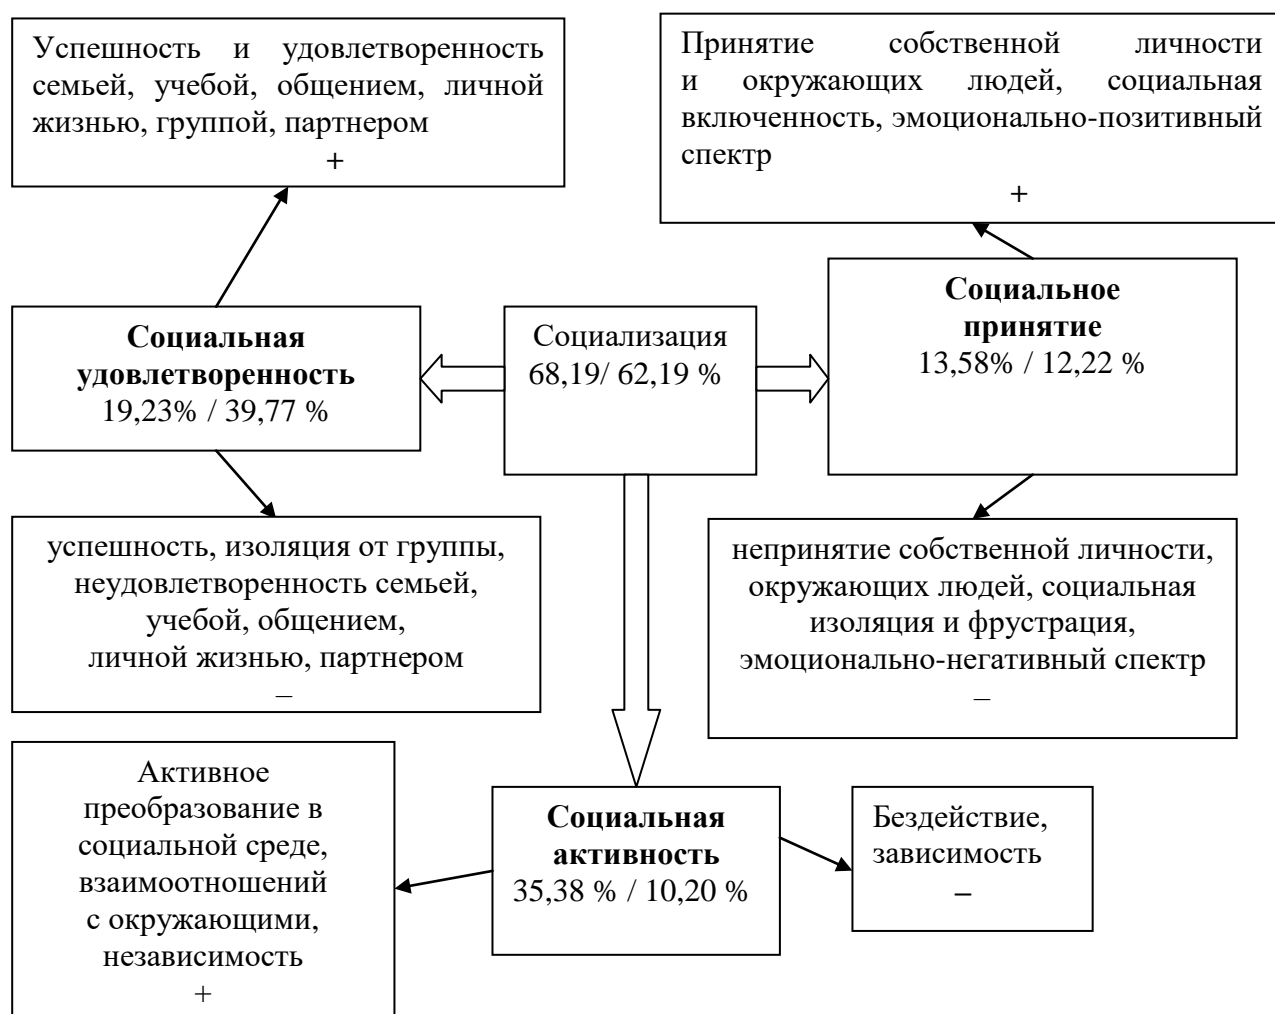 Успешность и удовлетворенность
семьей, учебой, общением, личной
жизнью, группой, партнером
+
Принятие собственной личности
и окружающих людей, социальная
включенность, эмоционально-позитивный
спектр
+
Социальная
удовлетворенность
19,23% / 39,77 %
Социализация
68,19/ 62,19 %
Социальное
принятие
13,58% / 12,22 %
успешность, изоляция от группы,
неудовлетворенность семьей,
учебой, общением,
личной жизнью, партнером
–
непринятие собственной личности,
окружающих людей, социальная
изоляция и фрустрация,
эмоционально-негативный спектр
–
Активное
преобразование в
социальной среде,
взаимоотношений
с окружающими,
независимость
+
Социальная
активность
35,38 % / 10,20 %
Бездействие,
зависимость
–